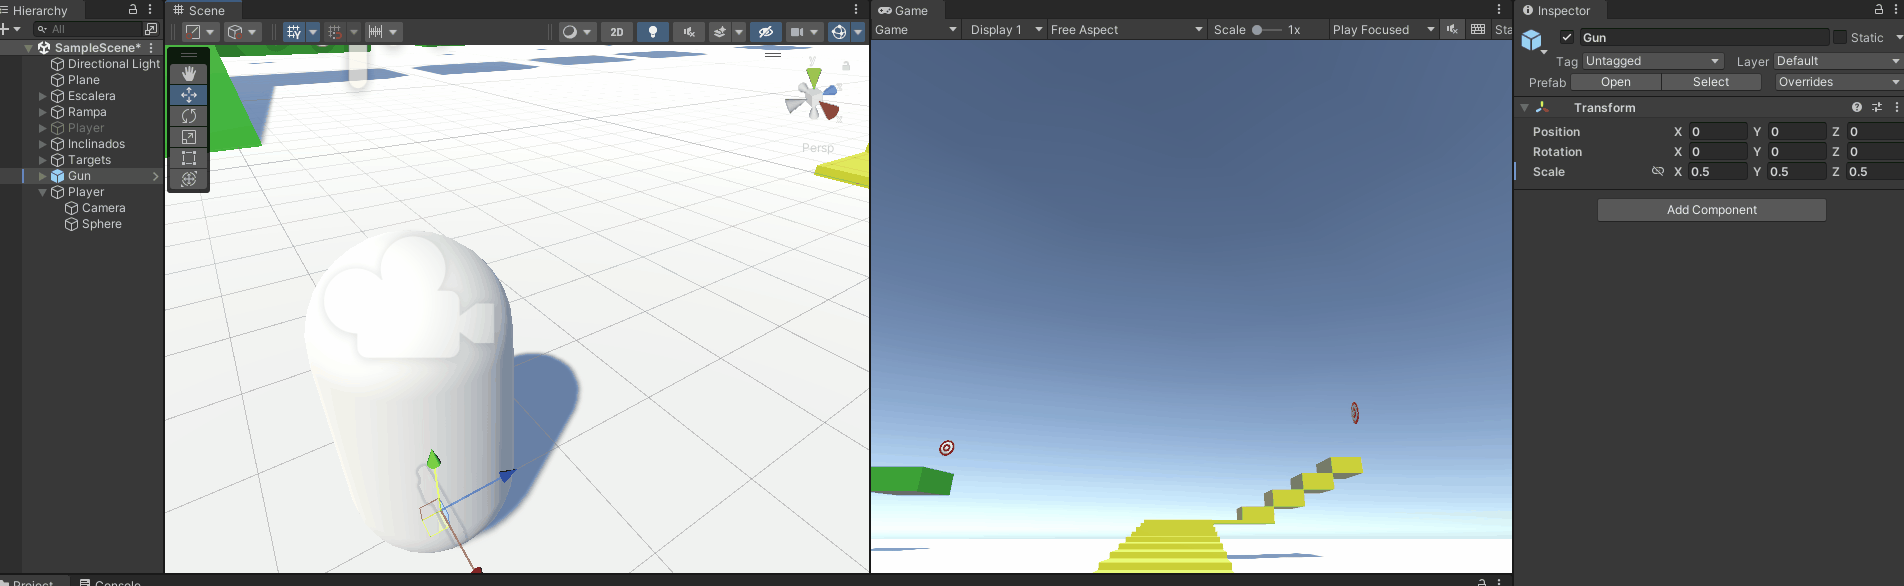 Hierarchy
All
SampleScene*
Directional Light
Plane
Escalera
Rampa
Player
Inclinados
Targets
Gun
Player
Camera
Sphere
Scene
2D
y
Persp
Game
Game Display 1 Free Aspect Scale 1x Play Focused Sta
Inspector
Gun Static
Tag Untagged Layer Default
Prefab Open Select Overrides
Transform
Position X 0 Y 0 Z 0
Rotation X 0 Y 0 Z 0
Scale X 0.5 Y 0.5 Z 0.5
Add Component
Project Console